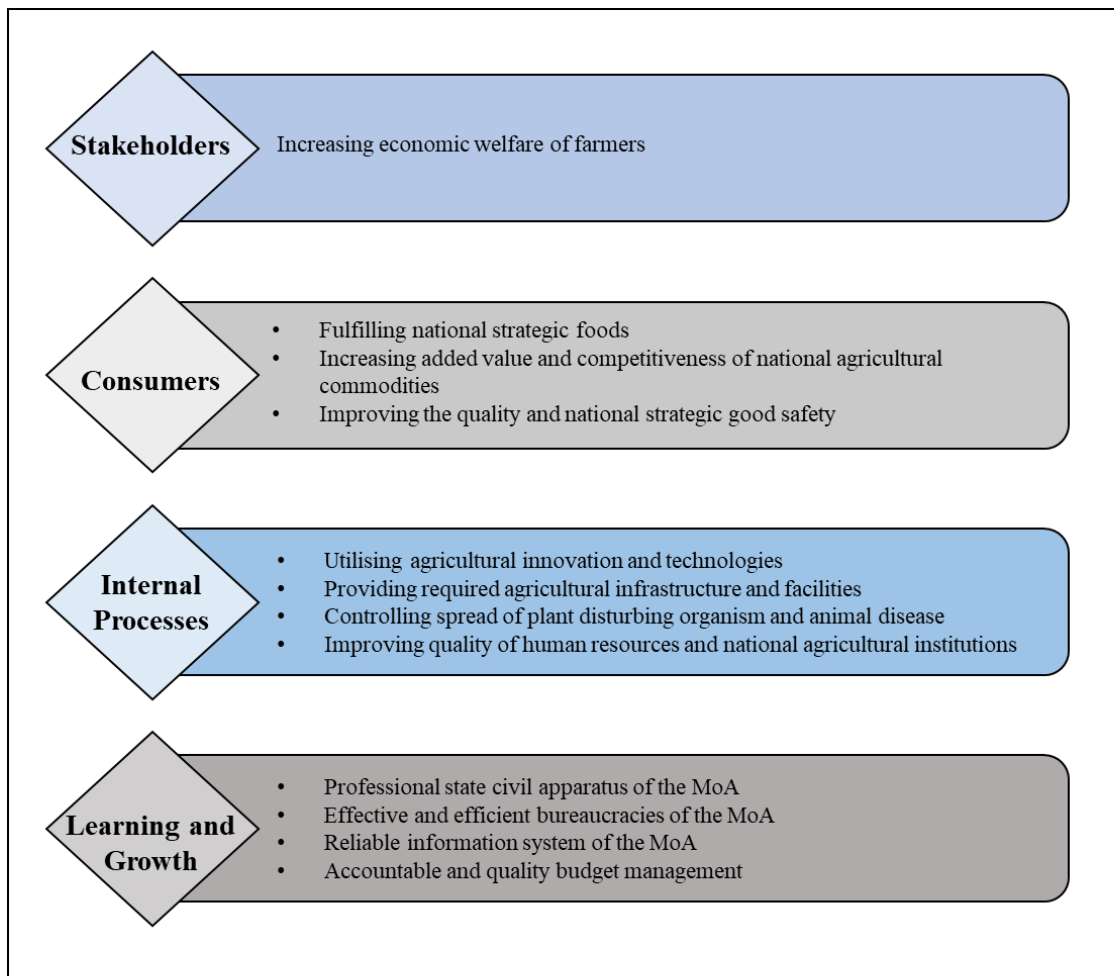 Stakeholders
Increasing economic welfare of farmers
Consumers
• Fulfilling national strategic foods
• Increasing added value and competitiveness of national agricultural
commodities
• Improving the quality and national strategic good safety
Internal
Processes
• Utilising agricultural innovation and technologies
• Providing required agricultural infrastructure and facilities
• Controlling spread of plant disturbing organism and animal disease
• Improving quality of human resources and national agricultural institutions
Learning and
Growth
• Professional state civil apparatus of the MoA
• Effective and efficient bureaucracies of the MoA
• Reliable information system of the MoA
• Accountable and quality budget management